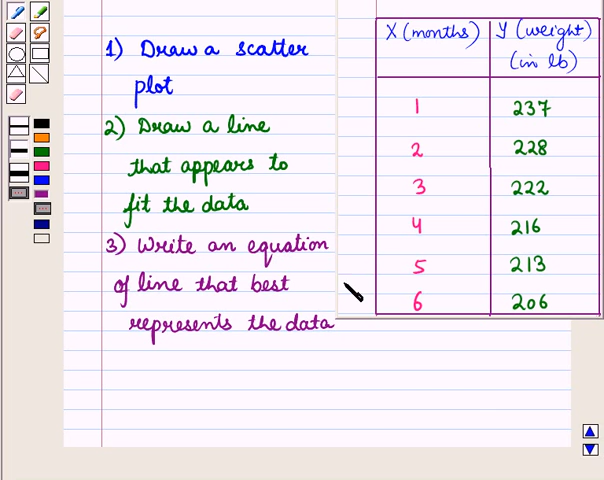 1) Draw a scatter
plot
2) Draw a line
that appears to
fit the data
3) Write an equation
of line that best
represents the data
X (months) Y (weight)
(in lb)
1 237
2 228
3 222
4 216
5 213
6 206